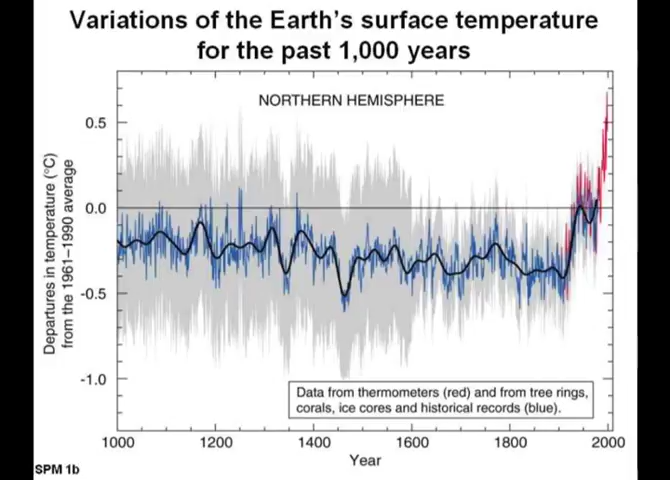 Variations of the Earth's surface temperature
for the past 1,000 years
NORTHERN HEMISPHERE
Departures in temperature (°C)
from the 1961–1990 average
0.5
0.0
-0.5
-1.0
Data from thermometers (red) and from tree rings,
corals, ice cores and historical records (blue).
1000 1200 1400 1600 1800 2000
Year
SPM 1b